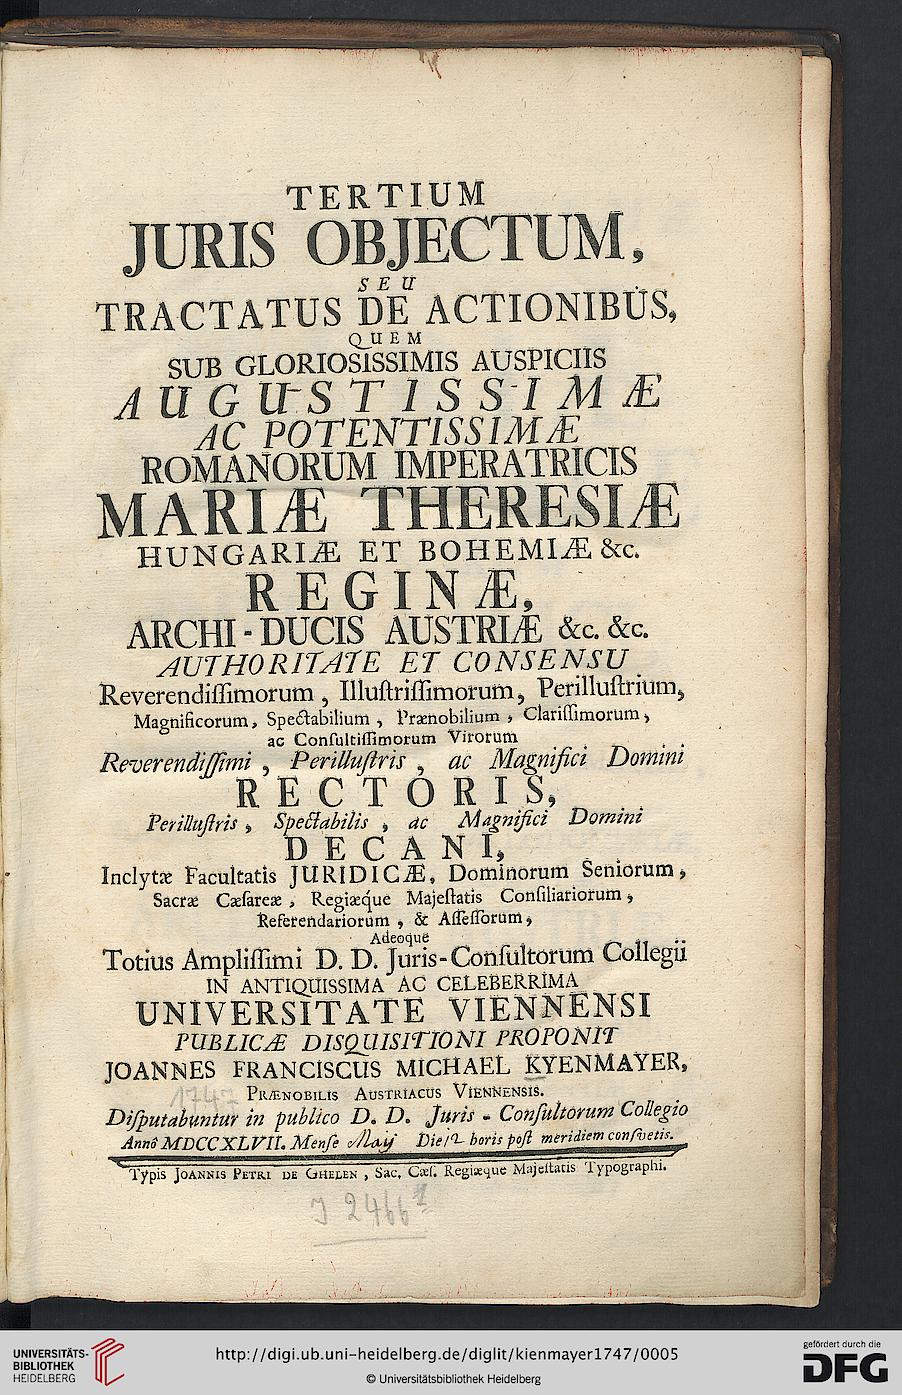 TERTIUM
JURIS OBJECTUM,
SEU
TRACTATUS DE ACTIONIBUS,
QUEM
SUB GLORIOSISSIMIS AUSPICIIS
AUGUSTISSIMÆ
AC POTENTISSIMÆ
ROMANORUM IMPERATRICIS
MARIÆ THERESIÆ
HUNGARIÆ ET BOHEMIÆ &c.
REGINÆ,
ARCHI-DUCIS AUSTRIÆ &c. &c.
AUTHORITATE ET CONSENSU
Reverendiſſimorum, Illuſtriſſimorum, Perilluſtrium,
Magnificorum, Spectabilium, Prænobilium, Clariſſimorum,
ac Conſultiſſimorum Virorum
Reverendiſſimi, Perilluſtris, ac Magnifici Domini
RECTORIS,
Perilluſtris, Spectabilis, ac Magnifici Domini
DECANI,
Inclytæ Facultatis JURIDICÆ, Dominorum Seniorum,
Sacræ Cæſareæ, Regiæque Majeſtatis Conſiliariorum,
Referendariorum, & Aſſeſſorum,
Adeoque
Totius Ampliſſimi D. D. Juris-Conſultorum Collegii
IN ANTIQUISSIMA AC CELEBERRIMA
UNIVERSITATE VIENNENSI
PUBLICÆ DISQUISITIONI PROPONIT
JOANNES FRANCISCUS MICHAEL KYENMAYER,
1747
PRÆNOBILIS AUSTRIACUS VIENNENSIS.
Diſputabuntur in publico D. D. Juris-Conſultorum Collegio
Annô MDCCXLVII. Menſe Maij Die 12 horis poſt meridiem conſvetis.
Typis JOANNIS PETRI DE GHELEN, Sac. Cæſ. Regiæque Majeſtatis Typographi.
J 2466
UNIVERSITÄTS-
BIBLIOTHEK
HEIDELBERG
http://digi.ub.uni-heidelberg.de/diglit/kienmayer1747/0005
© Universitätsbibliothek Heidelberg
gefördert durch die
DFG